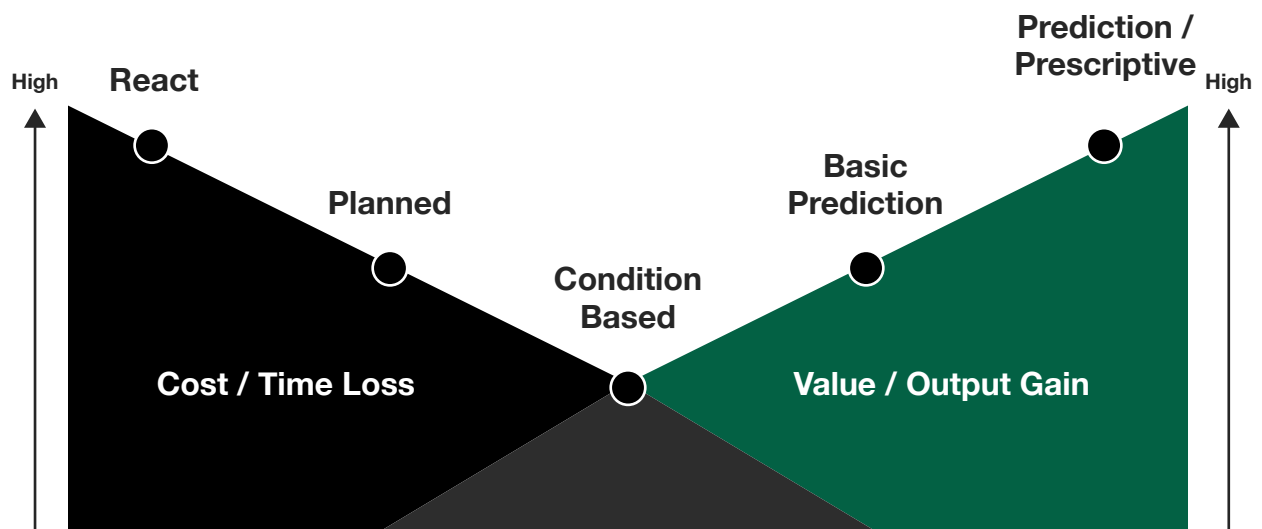 Prediction /
Prescriptive
High
React
High
Basic
Prediction
Planned
Condition
Based
Cost / Time Loss
Value / Output Gain